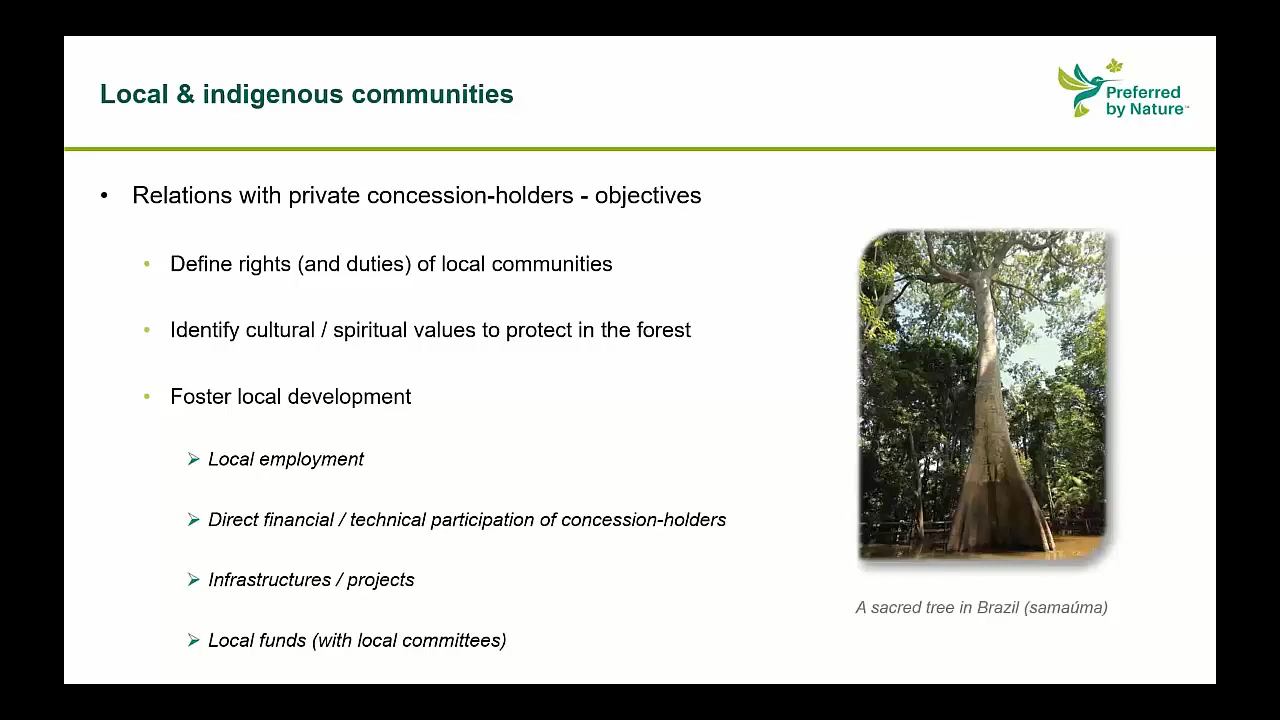 Local & indigenous communities
Preferred
by Nature™
• Relations with private concession-holders - objectives
• Define rights (and duties) of local communities
• Identify cultural / spiritual values to protect in the forest
• Foster local development
➢ Local employment
➢ Direct financial / technical participation of concession-holders
➢ Infrastructures / projects
➢ Local funds (with local committees)
A sacred tree in Brazil (samaúma)